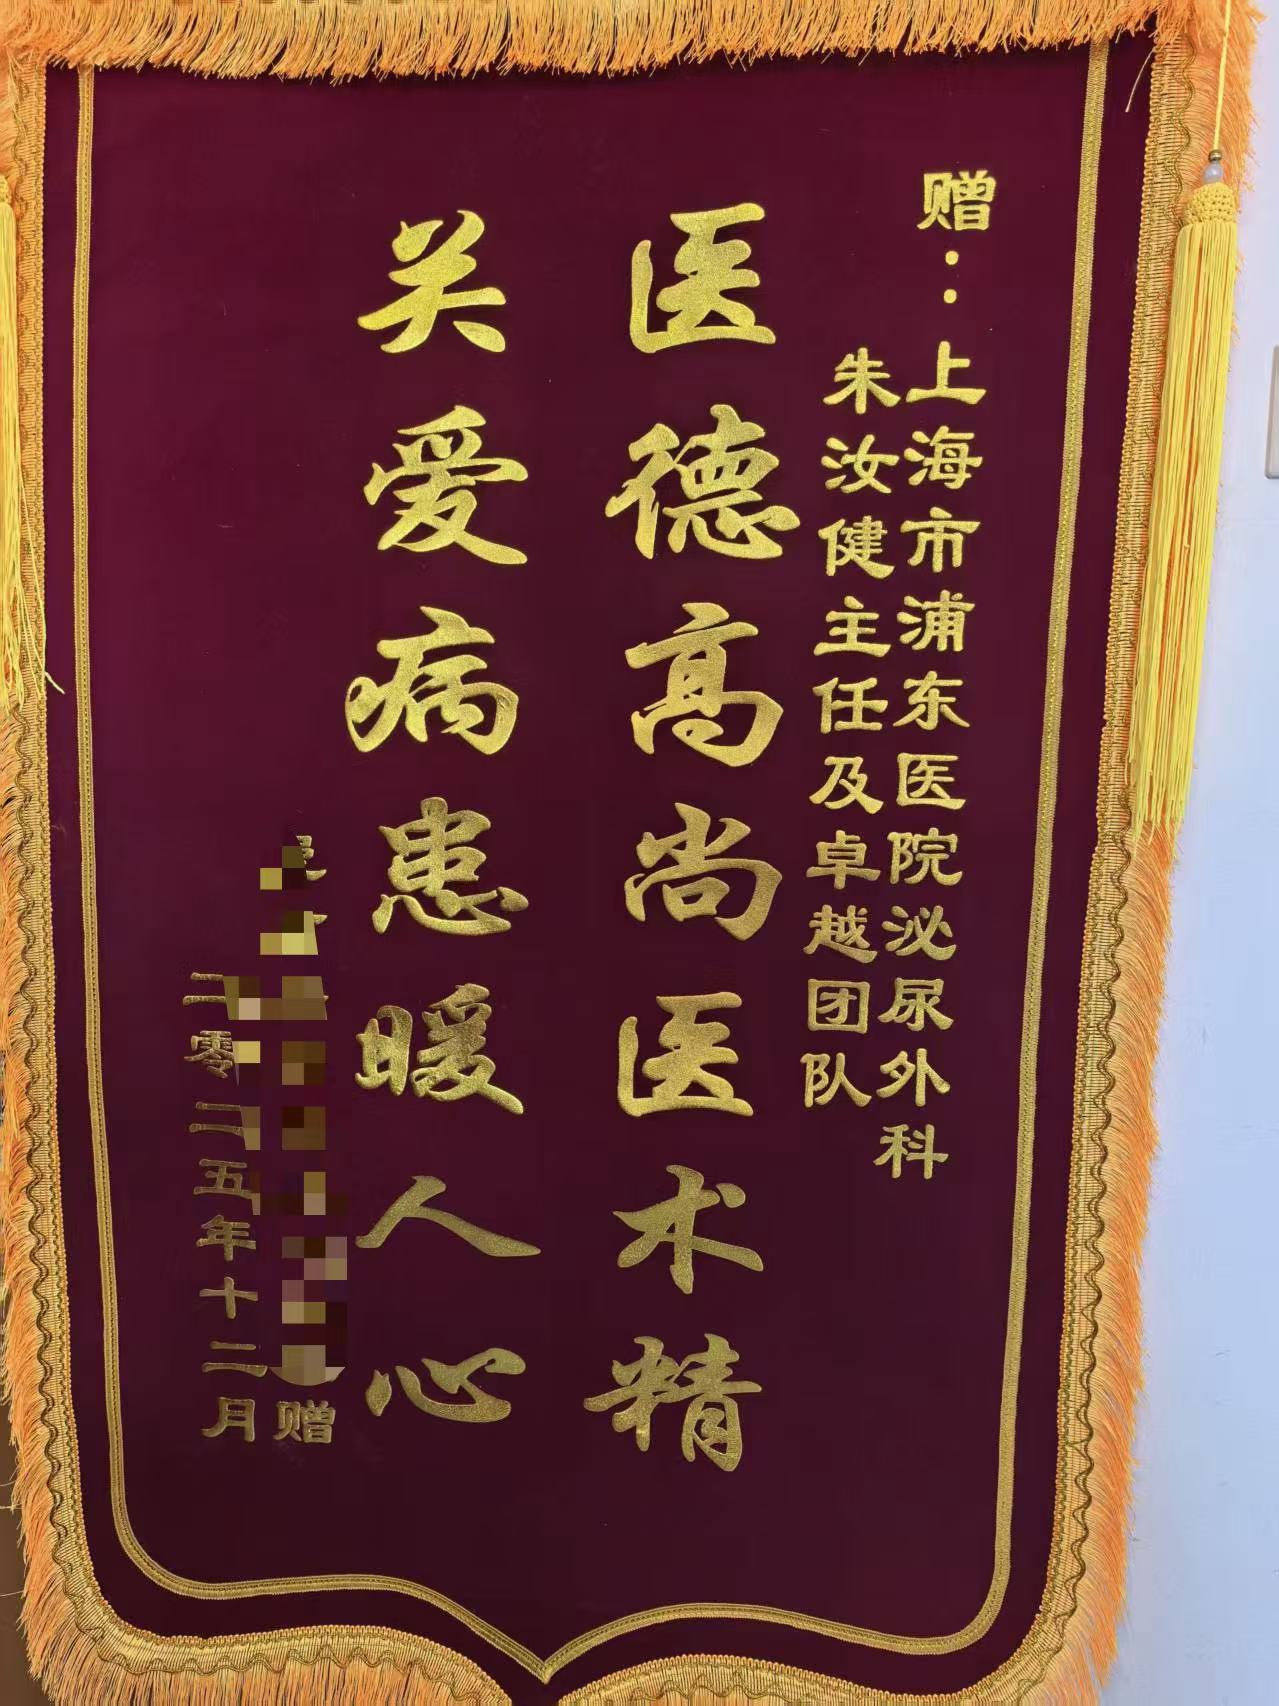 赠：上海市浦东医院泌尿外科
朱汝健主任及卓越团队
医德高尚医术精
关爱病患暖人心
赠
二零二五年十二月